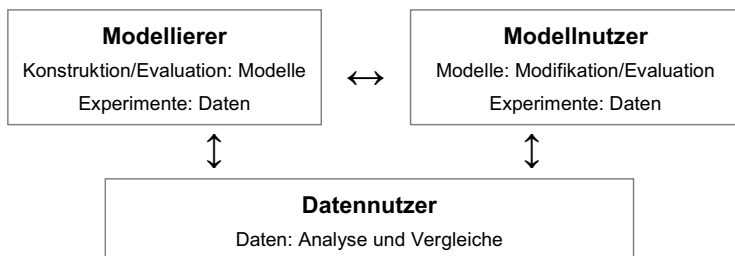 Modellierer
Konstruktion/Evaluation: Modelle
Experimente: Daten
Modellnutzer
Modelle: Modifikation/Evaluation
Experimente: Daten
Datennutzer
Daten: Analyse und Vergleiche